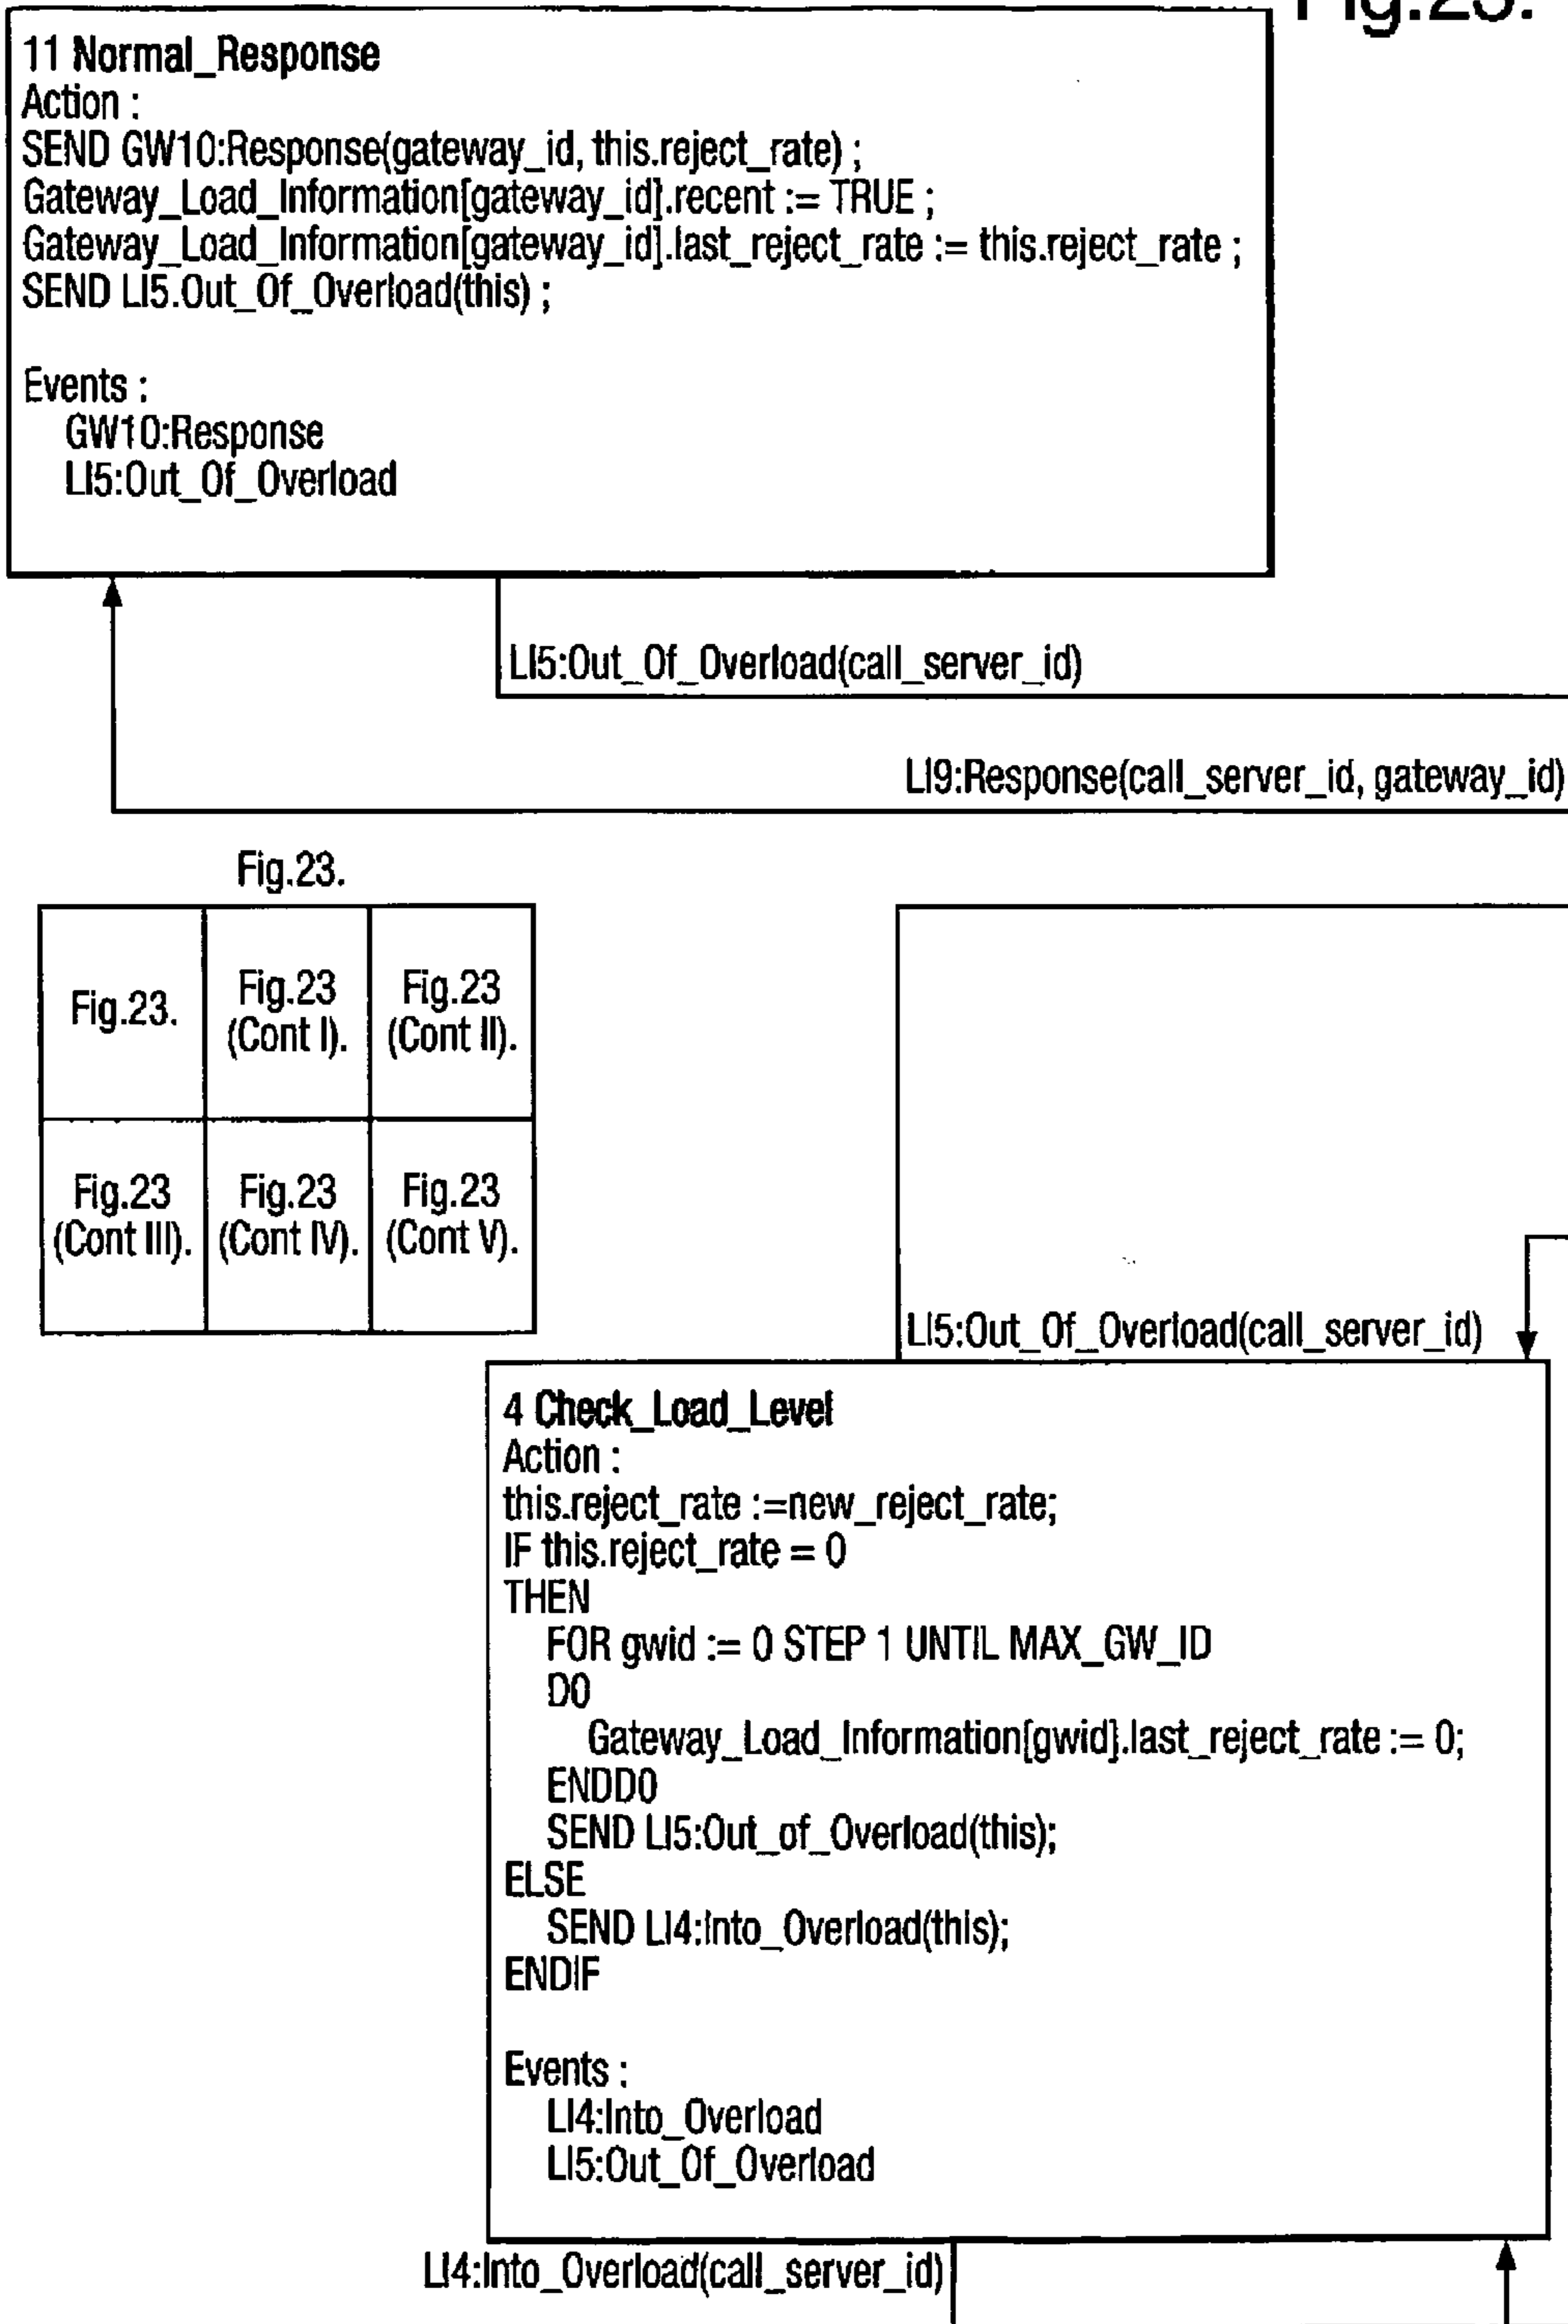 Fig.23.
11 Normal_Response
Action :
SEND GW10:Response(gateway_id, this.reject_rate) ;
Gateway_Load_Information[gateway_id].recent := TRUE ;
Gateway_Load_Information[gateway_id].last_reject_rate := this.reject_rate ;
SEND LI5.Out_Of_Overload(this) ;
Events :
GW10:Response
LI5:Out_Of_Overload
LI5:Out_Of_Overload(call_server_id)
LI9:Response(call_server_id, gateway_id)
Fig.23.
Fig.23.
Fig.23
(Cont I).
Fig.23
(Cont II).
Fig.23
(Cont III).
Fig.23
(Cont IV).
Fig.23
(Cont V).
LI5:Out_Of_Overload(call_server_id)
4 Check_Load_Level
Action :
this.reject_rate :=new_reject_rate;
IF this.reject_rate = 0
THEN
FOR gwid := 0 STEP 1 UNTIL MAX_GW_ID
DO
Gateway_Load_Information[gwid].last_reject_rate := 0;
ENDDO
SEND LI5:Out_of_Overload(this);
ELSE
SEND LI4:Into_Overload(this);
ENDIF
Events :
LI4:Into_Overload
LI5:Out_Of_Overload
LI4:Into_Overload(call_server_id)